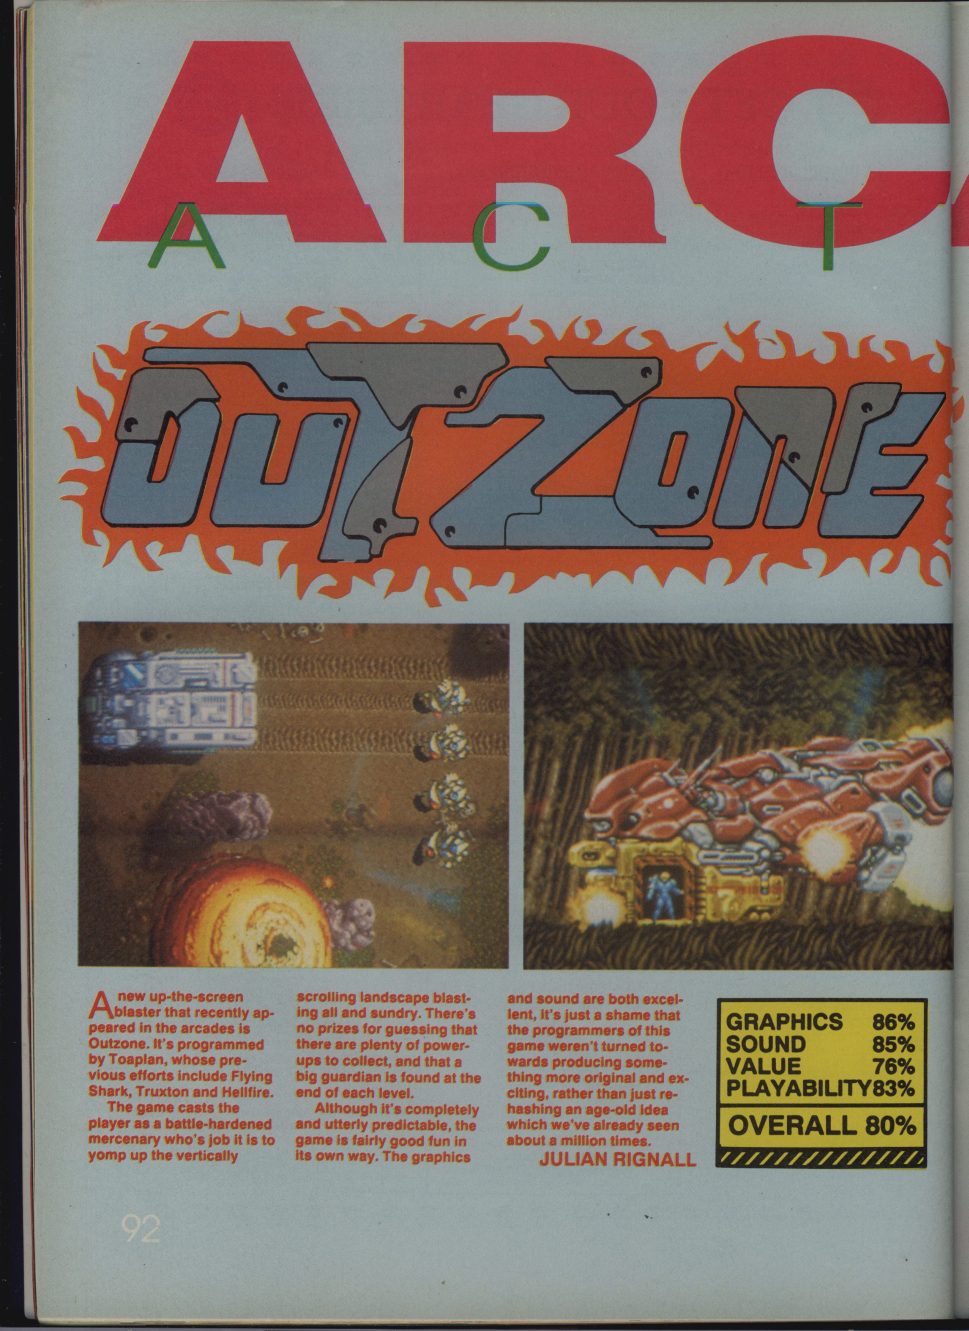 ARCA
ACT
OUTZONE
A new up-the-screen
blaster that recently ap-
peared in the arcades is
Outzone. It's programmed
by Toaplan, whose pre-
vious efforts include Flying
Shark, Truxton and Hellfire.
The game casts the
player as a battle-hardened
mercenary who's job it is to
yomp up the vertically
scrolling landscape blast-
ing all and sundry. There's
no prizes for guessing that
there are plenty of power-
ups to collect, and that a
big guardian is found at the
end of each level.
Although it's completely
and utterly predictable, the
game is fairly good fun in
its own way. The graphics
and sound are both excel-
lent, it's just a shame that
the programmers of this
game weren't turned to-
wards producing some-
thing more original and ex-
citing, rather than just re-
hashing an age-old idea
which we've already seen
about a million times.
JULIAN RIGNALL
GRAPHICS 86%
SOUND 85%
VALUE 76%
PLAYABILITY 83%
OVERALL 80%
92